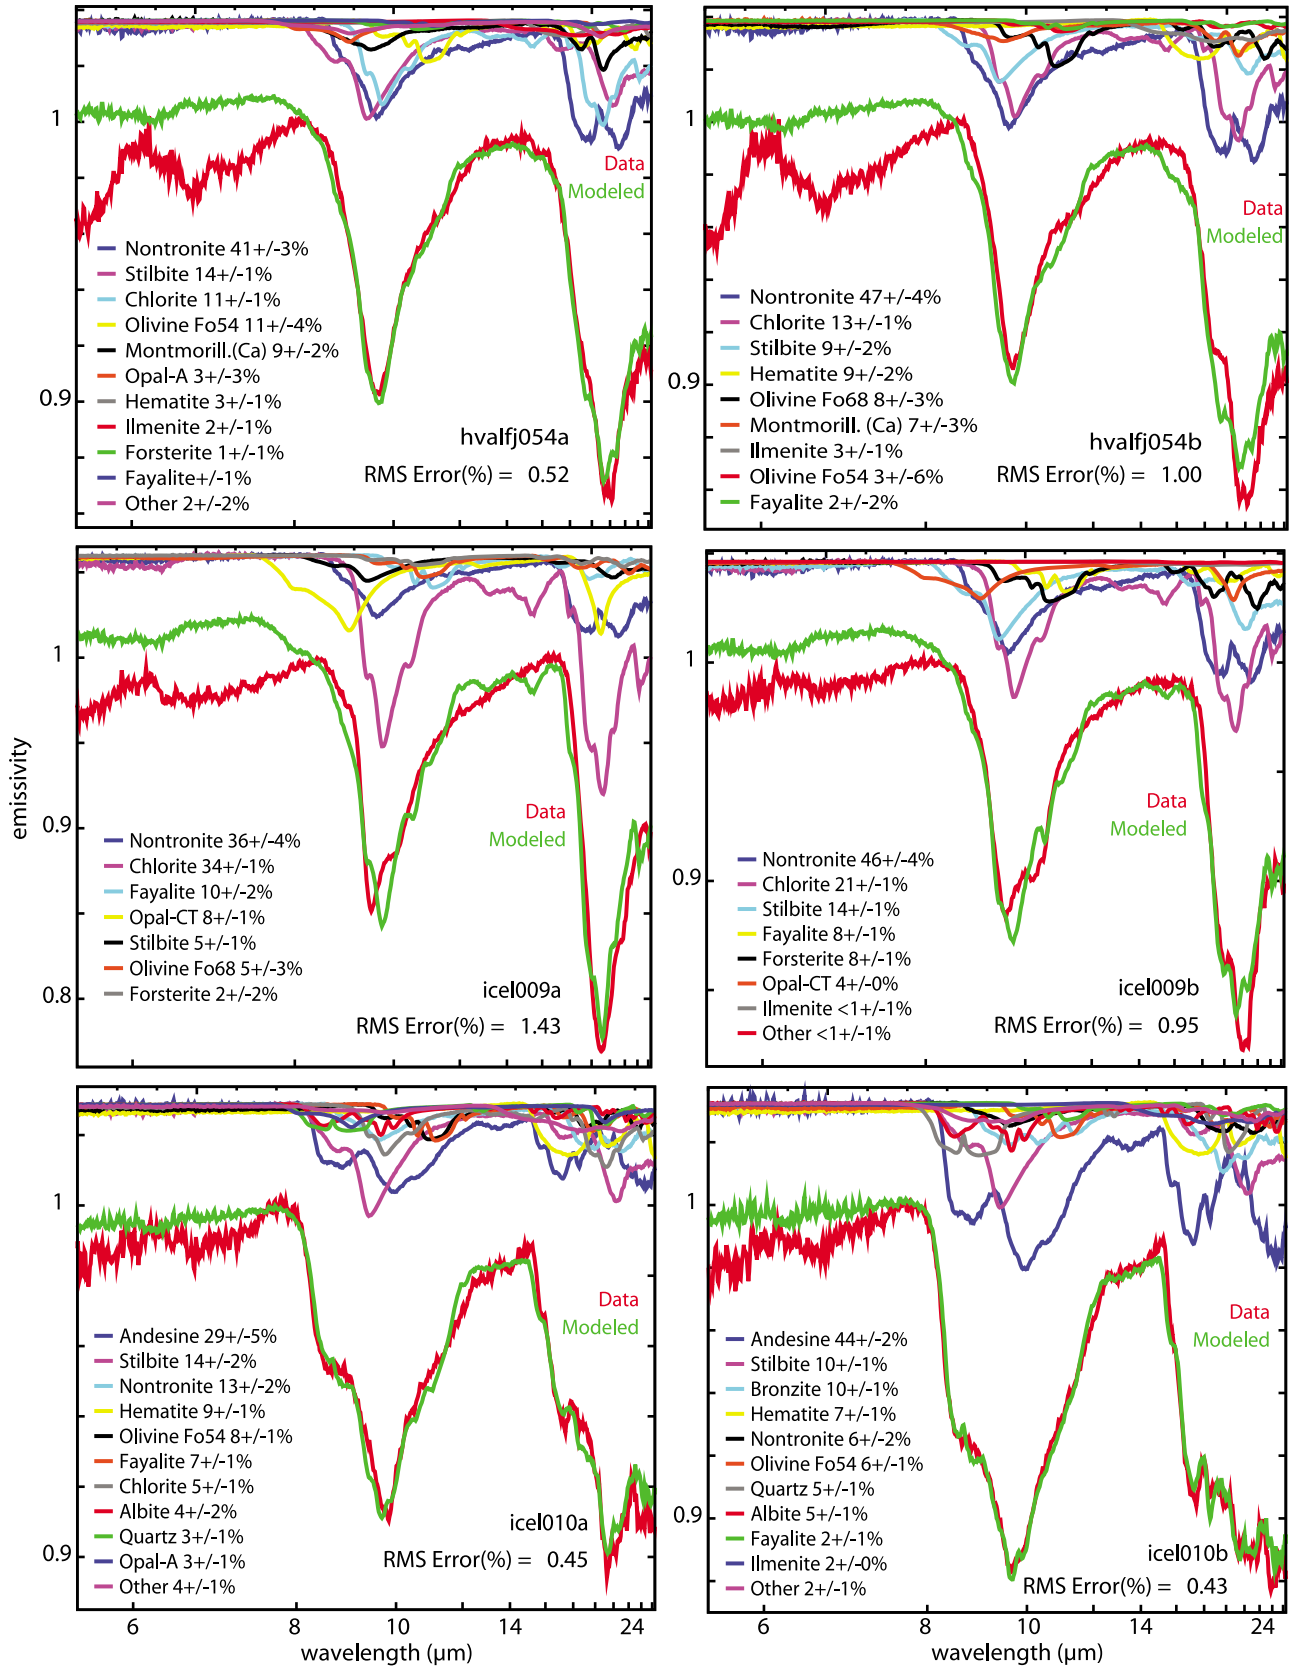 1
0.9
Data
Modeled
Nontronite 41+/-3%
Stilbite 14+/-1%
Chlorite 11+/-1%
Olivine Fo54 11+/-4%
Montmorill.(Ca) 9+/-2%
Opal-A 3+/-3%
Hematite 3+/-1%
Ilmenite 2+/-1%
Forsterite 1+/-1%
Fayalite+/-1%
Other 2+/-2%
hvalfj054a
RMS Error(%) = 0.52
1
0.9
Data
Modeled
Nontronite 47+/-4%
Chlorite 13+/-1%
Stilbite 9+/-2%
Hematite 9+/-2%
Olivine Fo68 8+/-3%
Montmorill. (Ca) 7+/-3%
Ilmenite 3+/-1%
Olivine Fo54 3+/-6%
Fayalite 2+/-2%
hvalfj054b
RMS Error(%) = 1.00
emissivity
1
0.9
0.8
Data
Modeled
Nontronite 36+/-4%
Chlorite 34+/-1%
Fayalite 10+/-2%
Opal-CT 8+/-1%
Stilbite 5+/-1%
Olivine Fo68 5+/-3%
Forsterite 2+/-2%
icel009a
RMS Error(%) = 1.43
1
0.9
Data
Modeled
Nontronite 46+/-4%
Chlorite 21+/-1%
Stilbite 14+/-1%
Fayalite 8+/-1%
Forsterite 8+/-1%
Opal-CT 4+/-0%
Ilmenite <1+/-1%
Other <1+/-1%
icel009b
RMS Error(%) = 0.95
1
0.9
Data
Modeled
Andesine 29+/-5%
Stilbite 14+/-2%
Nontronite 13+/-2%
Hematite 9+/-1%
Olivine Fo54 8+/-1%
Fayalite 7+/-1%
Chlorite 5+/-1%
Albite 4+/-2%
Quartz 3+/-1%
Opal-A 3+/-1%
Other 4+/-1%
icel010a
RMS Error(%) = 0.45
6 8 10 14 24
wavelength (µm)
1
0.9
Data
Modeled
Andesine 44+/-2%
Stilbite 10+/-1%
Bronzite 10+/-1%
Hematite 7+/-1%
Nontronite 6+/-2%
Olivine Fo54 6+/-1%
Quartz 5+/-1%
Albite 5+/-1%
Fayalite 2+/-1%
Ilmenite 2+/-0%
Other 2+/-1%
icel010b
RMS Error(%) = 0.43
6 8 10 14 24
wavelength (µm)